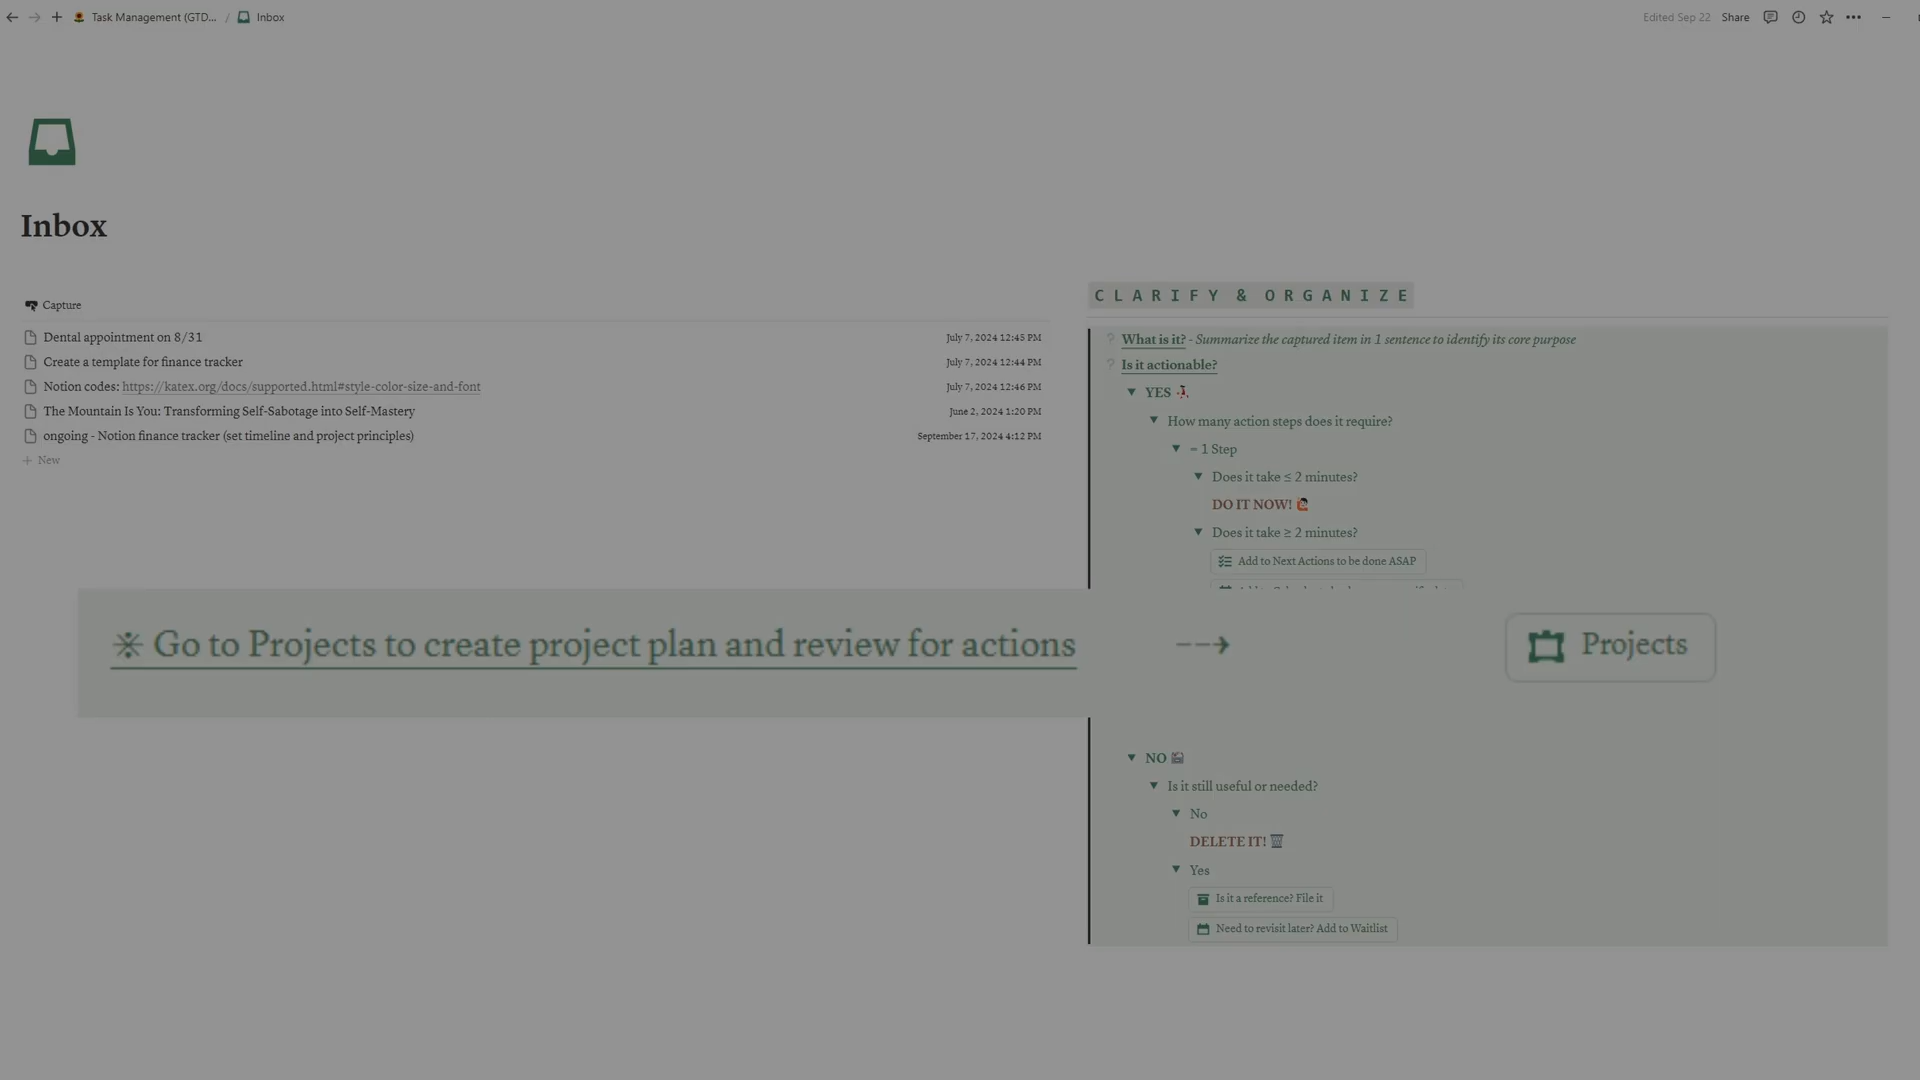 Task Management (GTD... / Inbox
Edited Sep 22 Share
Inbox
Capture
Dental appointment on 8/31 July 7, 2024 12:45 PM
Create a template for finance tracker July 7, 2024 12:44 PM
Notion codes: https://katex.org/docs/supported.html#style-color-size-and-font July 7, 2024 12:46 PM
The Mountain Is You: Transforming Self-Sabotage into Self-Mastery June 2, 2024 1:20 PM
ongoing - Notion finance tracker (set timeline and project principles) September 17, 2024 4:12 PM
+ New
CLARIFY & ORGANIZE
What is it? - Summarize the captured item in 1 sentence to identify its core purpose
Is it actionable?
YES
How many action steps does it require?
= 1 Step
Does it take ≤ 2 minutes?
DO IT NOW!
Does it take ≥ 2 minutes?
Add to Next Actions to be done ASAP
Go to Projects to create project plan and review for actions
Projects
NO
Is it still useful or needed?
No
DELETE IT!
Yes
Is it a reference? File it
Need to revisit later? Add to Waitlist